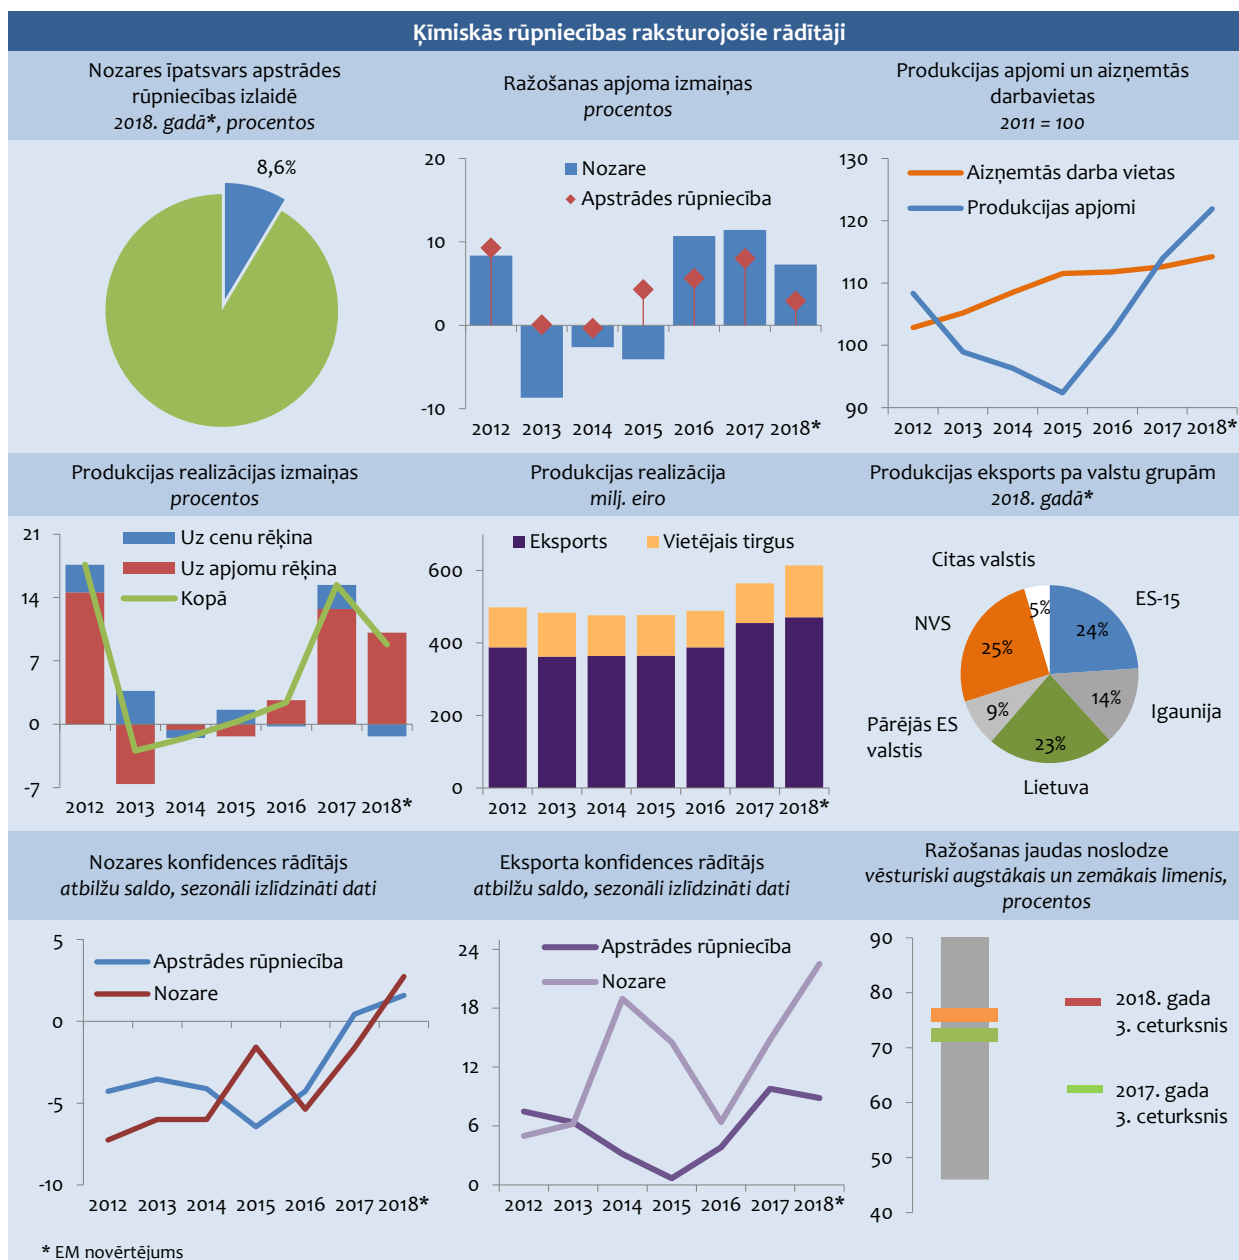 Ķīmiskās rūpniecības raksturojošie rādītāji
Nozares īpatsvars apstrādes
rūpniecības izlaidē
2018. gadā*, procentos
8,6%
Ražošanas apjoma izmaiņas
procentos
20
10
0
-10
Nozare
Apstrādes rūpniecība
2012 2013 2014 2015 2016 2017 2018*
Produkcijas apjomi un aizņemtās
darbavietas
2011 = 100
130
120
110
100
90
Aizņemtās darba vietas
Produkcijas apjomi
2012 2013 2014 2015 2016 2017 2018*
Produkcijas realizācijas izmaiņas
procentos
21
14
7
0
-7
Uz cenu rēķina
Uz apjomu rēķina
Kopā
2012 2013 2014 2015 2016 2017 2018*
Produkcijas realizācija
milj. eiro
Eksports
Vietējais tirgus
600
400
200
0
2012 2013 2014 2015 2016 2017 2018*
Produkcijas eksports pa valstu grupām
2018. gadā*
Citas valstis
5%
ES-15
24%
NVS
25%
Igaunija
14%
Pārējās ES
valstis
9%
23%
Lietuva
Nozares konfidences rādītājs
atbilžu saldo, sezonāli izlīdzināti dati
5
0
-5
-10
Apstrādes rūpniecība
Nozare
2012 2013 2014 2015 2016 2017 2018*
Eksporta konfidences rādītājs
atbilžu saldo, sezonāli izlīdzināti dati
24
18
12
6
0
Apstrādes rūpniecība
Nozare
2012 2013 2014 2015 2016 2017 2018*
Ražošanas jaudas noslodze
vēsturiski augstākais un zemākais līmenis,
procentos
90
80
70
60
50
40
2018. gada
3. ceturksnis
2017. gada
3. ceturksnis
* EM novērtējums